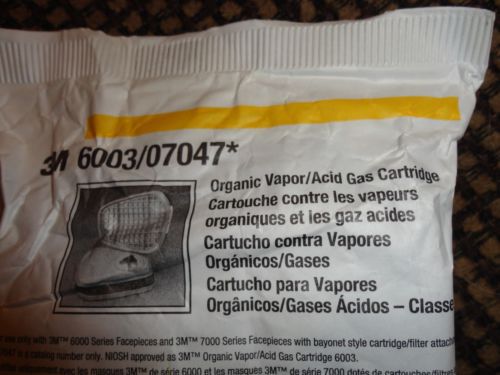 3M 6003/07047*
Organic Vapor/Acid Gas Cartridge
Cartouche contre les vapeurs
organiques et les gaz acides
Cartucho contra Vapores
Orgánicos/Gases
Cartucho para Vapores
Orgânicos/Gases Ácidos – Classe
use only with 3M™ 6000 Series Facepieces and 3M™ 7000 Series Facepieces with bayonet style cartridge/filter attach
7047 is a catalog number only. NIOSH approved as 3M™ Organic Vapor/Acid Gas Cartridge 6003.
avec les masques 3M™ de série 6000 et les masques 3M™ de série 7000 dotés de cartouches/